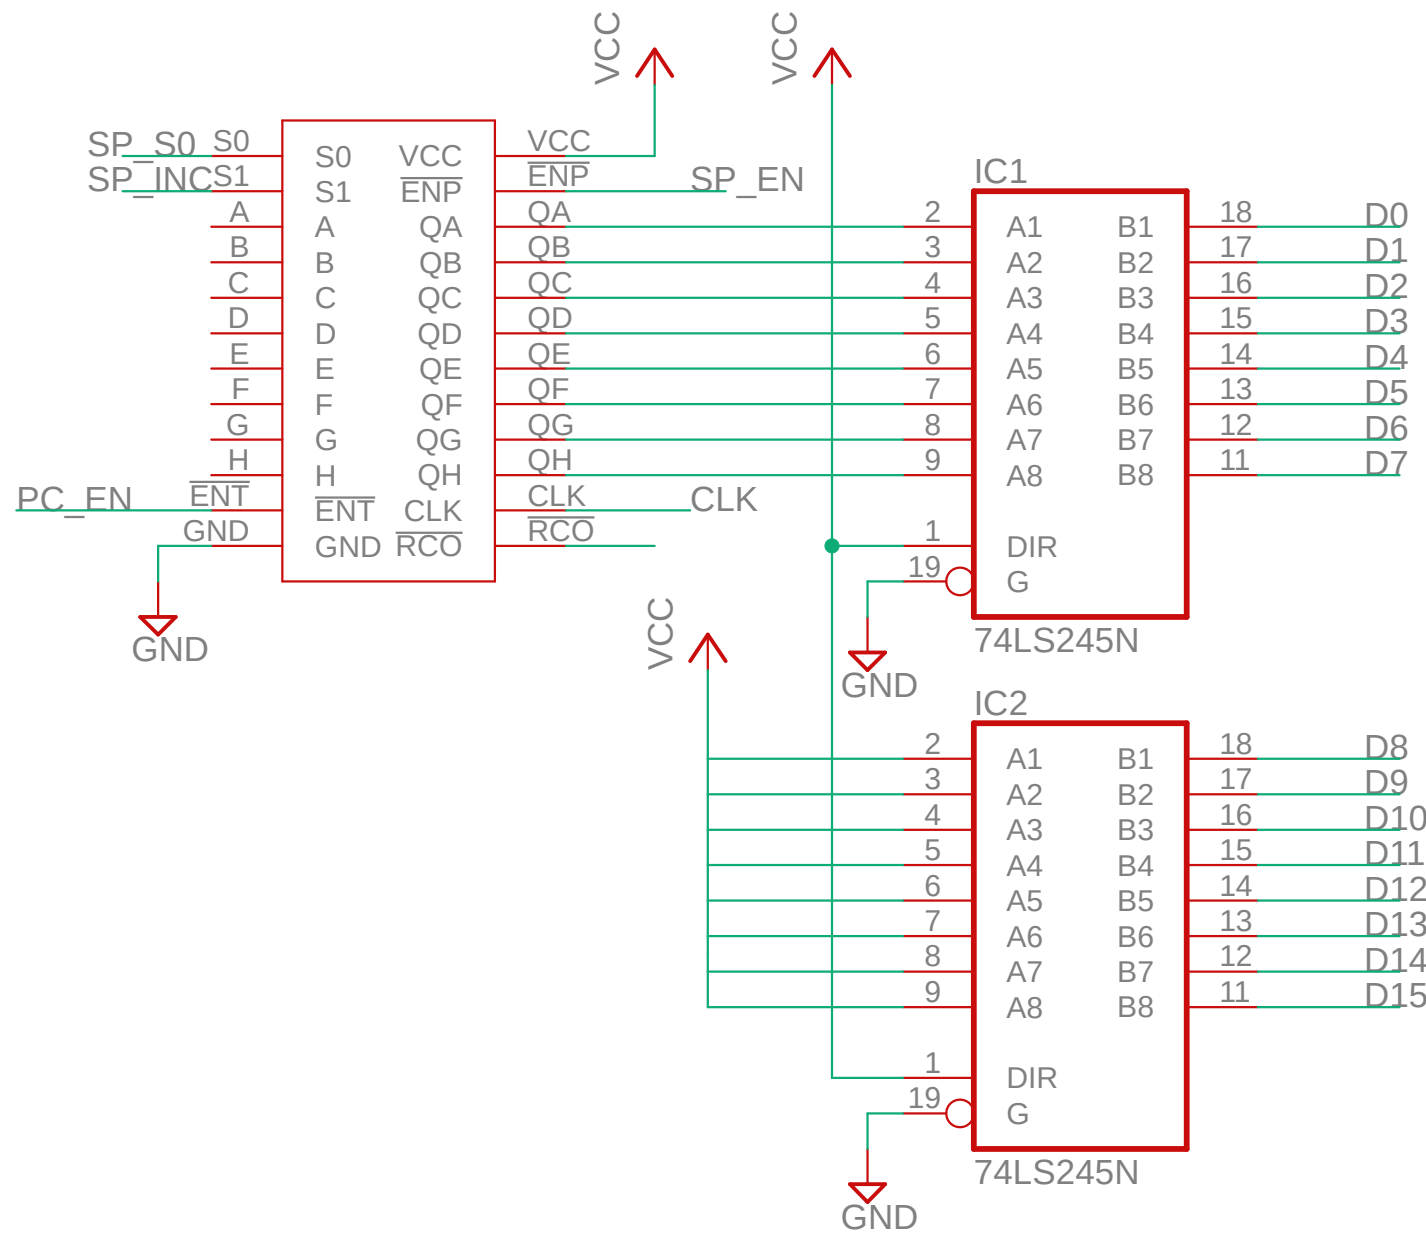 VCC
VCC
SP_S0 S0 S0 VCC VCC
SP_INC S1 S1 ENP ENP SP_EN
A A QA QA
B B QB QB
C C QC QC
D D QD QD
E E QE QE
F F QF QF
G G QG QG
H H QH QH
PC_EN ENT ENT CLK CLK CLK
GND GND RCO RCO
GND
IC1
2 A1 B1 18 D0
3 A2 B2 17 D1
4 A3 B3 16 D2
5 A4 B4 15 D3
6 A5 B5 14 D4
7 A6 B6 13 D5
8 A7 B7 12 D6
9 A8 B8 11 D7
1 DIR
19 G
74LS245N
GND
VCC
IC2
2 A1 B1 18 D8
3 A2 B2 17 D9
4 A3 B3 16 D10
5 A4 B4 15 D11
6 A5 B5 14 D12
7 A6 B6 13 D13
8 A7 B7 12 D14
9 A8 B8 11 D15
1 DIR
19 G
74LS245N
GND